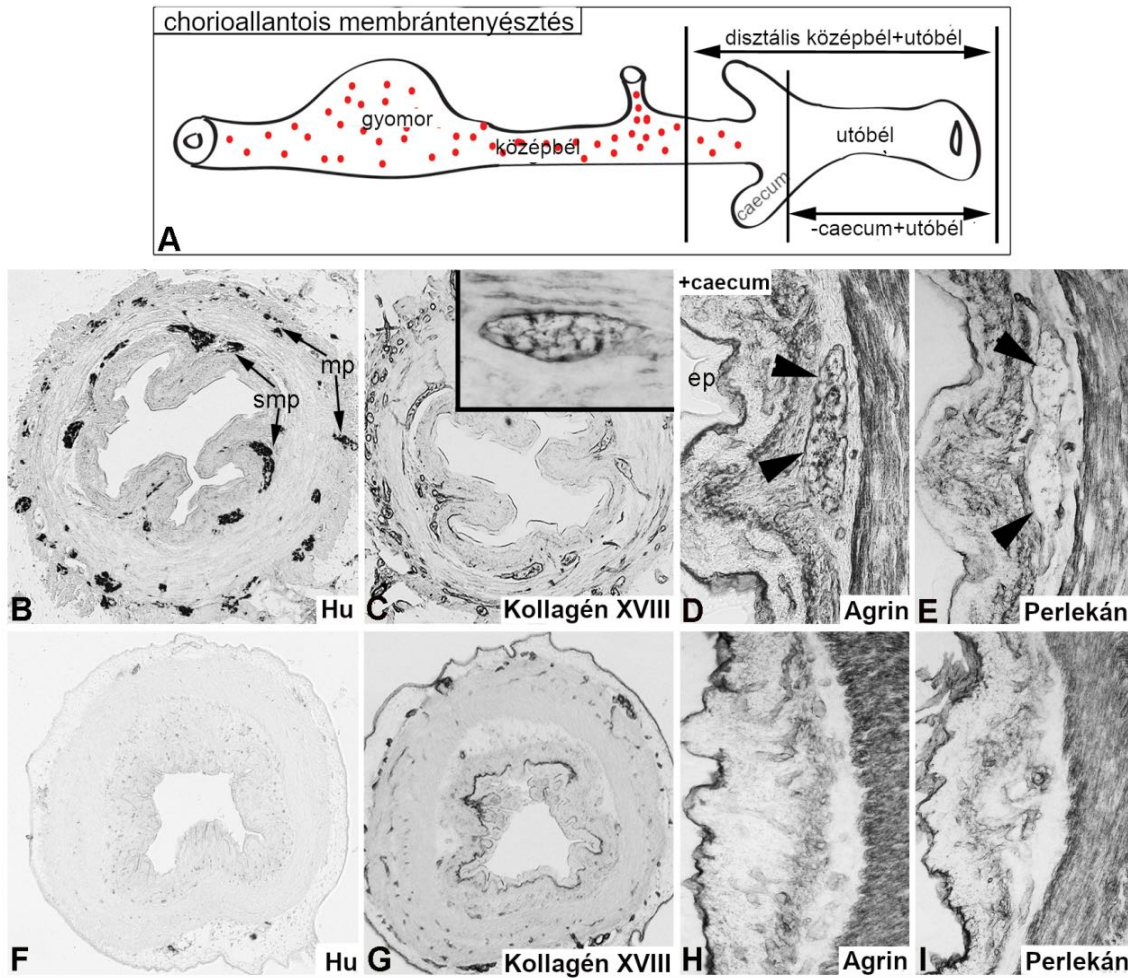 chorioallantois membrántenyésztés
disztális középbél+utóbél
gyomor
középbél
utóbél
caecum
-caecum+utóbél
A
mp
smp
B
Hu
C
Kollagén XVIII
+caecum
ep
D
Agrin
E
Perlekán
F
Hu
G
Kollagén XVIII
H
Agrin
I
Perlekán